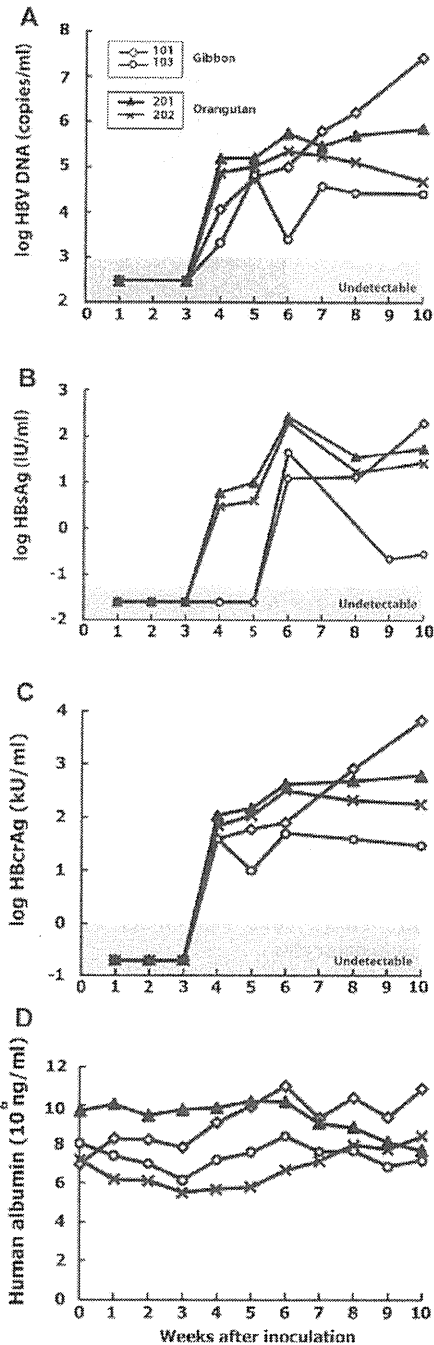 A
log HBV DNA (copies/ml)
8
7
6
5
4
3
2
101
103
Gibbon
201
202
Orangutan
Undetectable
0 1 2 3 4 5 6 7 8 9 10
B
log HBsAg (IU/ml)
3
2
1
0
-1
-2
Undetectable
0 1 2 3 4 5 6 7 8 9 10
C
log HBcrAg (kU/ml)
4
3
2
1
0
-1
Undetectable
0 1 2 3 4 5 6 7 8 9 10
D
Human albumin (10 ng/ml)
12
10
8
6
4
2
0
0 1 2 3 4 5 6 7 8 9 10
Weeks after inoculation